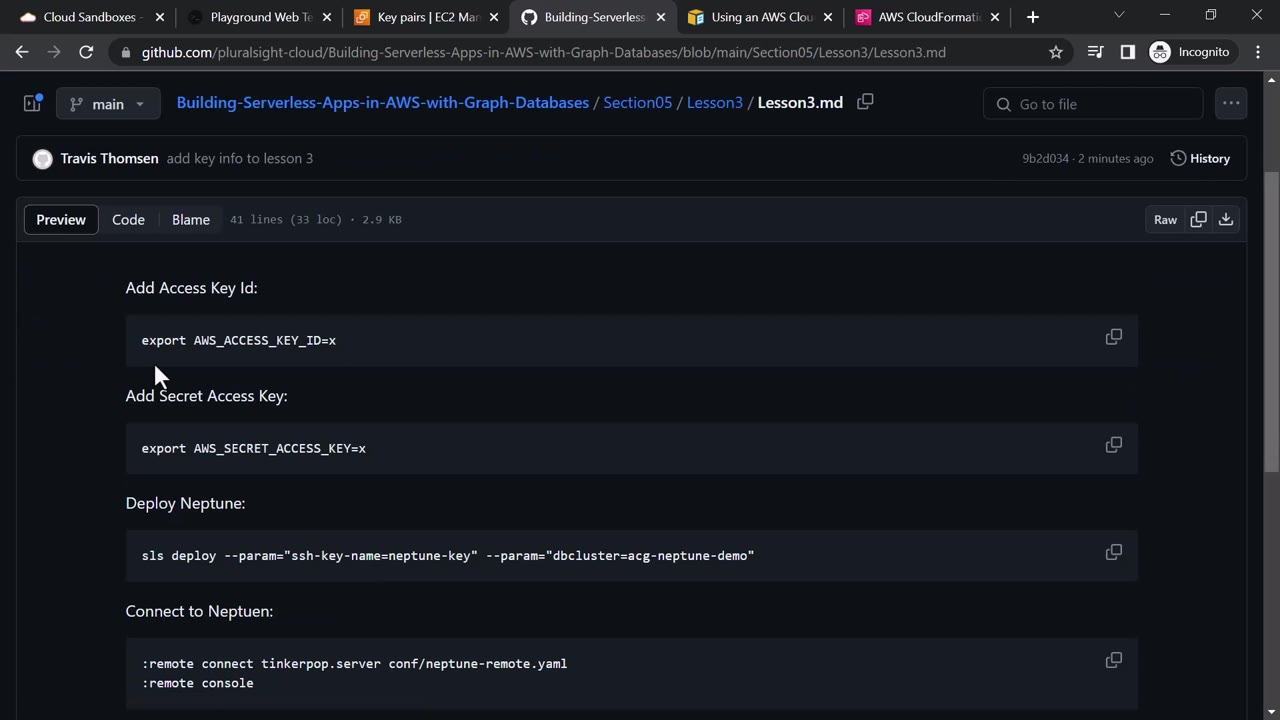 Cloud Sandboxes -
Playground Web Te
Key pairs | EC2 Man
Building-Serverless
Using an AWS Clou
AWS CloudFormati
github.com/pluralsight-cloud/Building-Serverless-Apps-in-AWS-with-Graph-Databases/blob/main/Section05/Lesson3/Lesson3.md
Incognito
main
Building-Serverless-Apps-in-AWS-with-Graph-Databases / Section05 / Lesson3 / Lesson3.md
Go to file
Travis Thomsen add key info to lesson 3
9b2d034 · 2 minutes ago
History
Preview
Code
Blame
41 lines (33 loc) · 2.9 KB
Raw
Add Access Key Id:
export AWS_ACCESS_KEY_ID=x
Add Secret Access Key:
export AWS_SECRET_ACCESS_KEY=x
Deploy Neptune:
sls deploy --param="ssh-key-name=neptune-key" --param="dbcluster=acg-neptune-demo"
Connect to Neptuen:
:remote connect tinkerpop.server conf/neptune-remote.yaml
:remote console